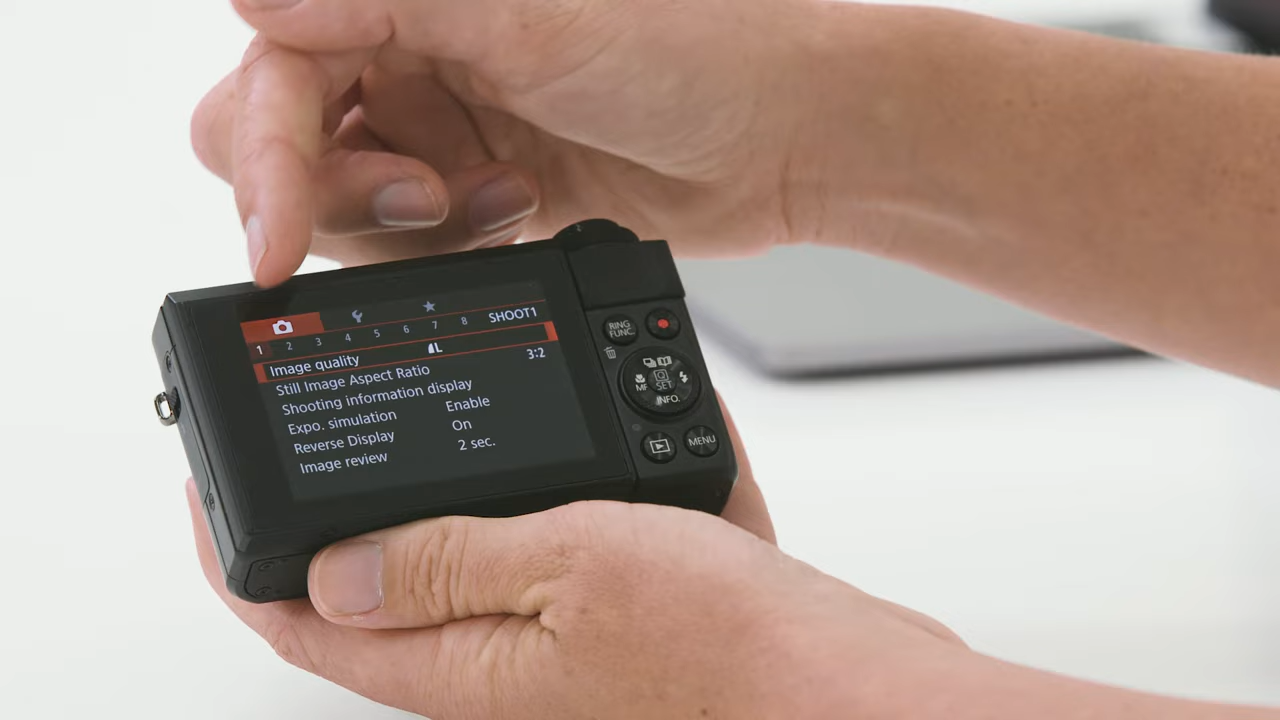 1 2 3 4 5 6 7 8 SHOOT1
Image quality L
Still Image Aspect Ratio 3:2
Shooting information display
Expo. simulation Enable
Reverse Display On
Image review 2 sec.
RING
FUNC.
MF SET
INFO.
MENU